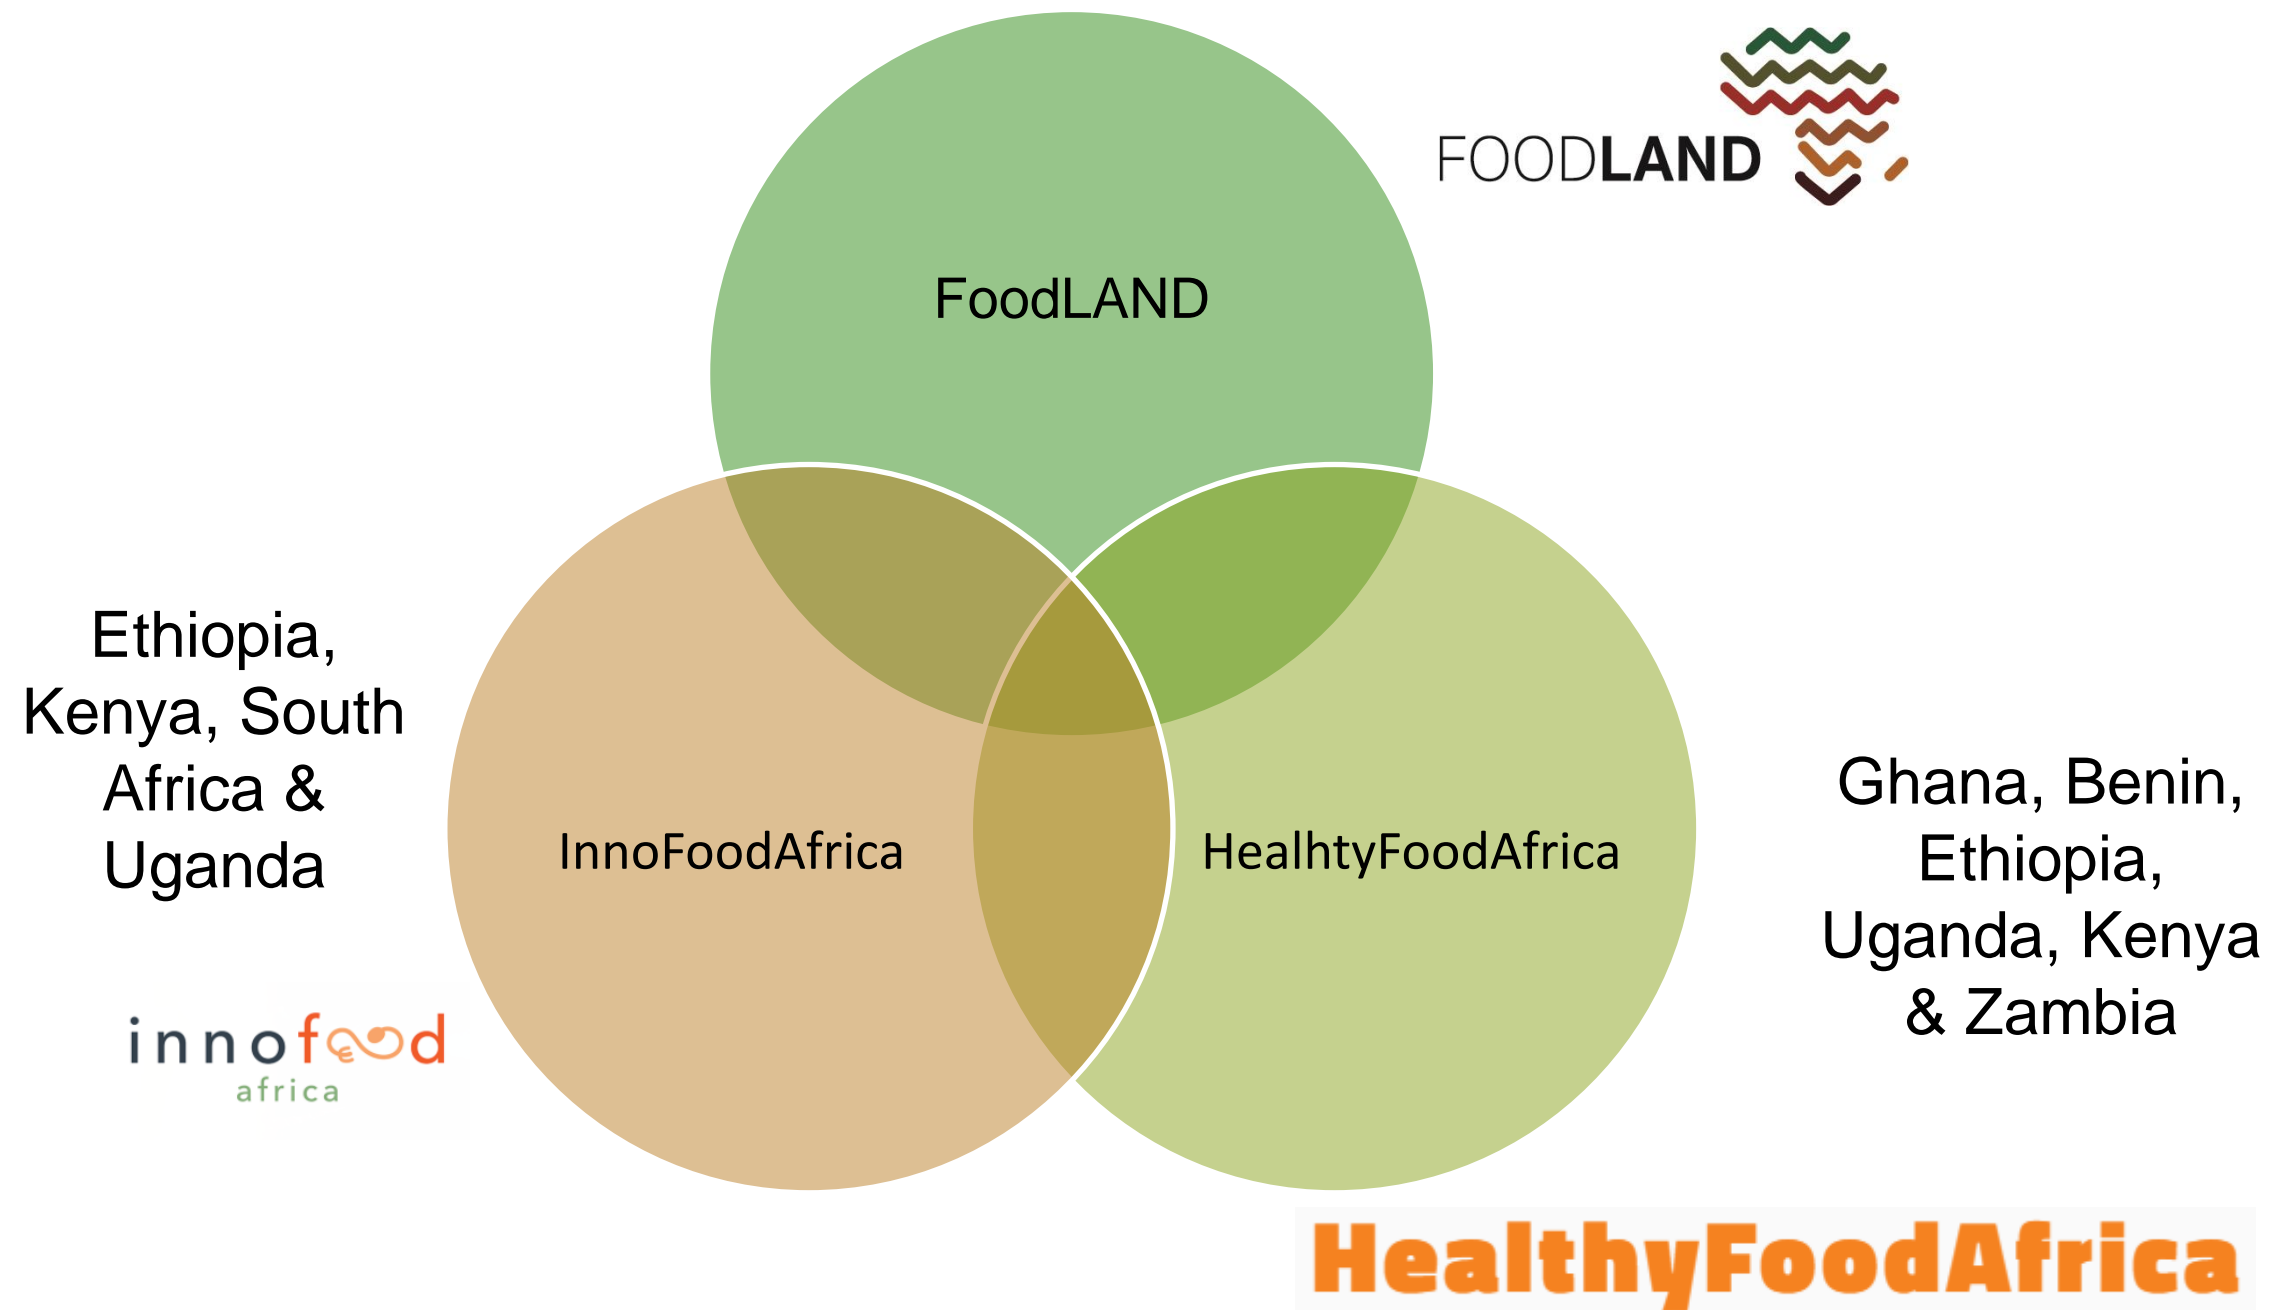 FOODLAND
FoodLAND
Ethiopia,
Kenya, South
Africa &
Uganda
InnoFoodAfrica
HealhtyFoodAfrica
Ghana, Benin,
Ethiopia,
Uganda, Kenya
& Zambia
innofood
africa
HealthyFoodAfrica